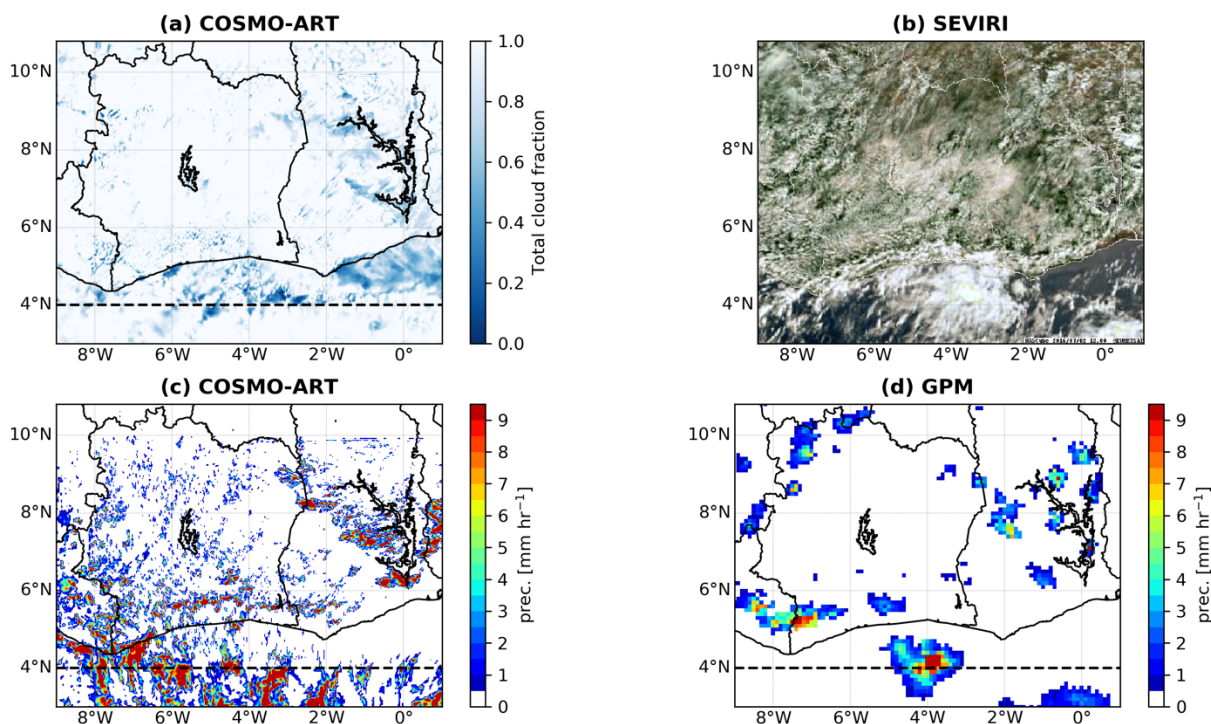 (a) COSMO-ART
(b) SEVIRI
10°N
8°N
6°N
4°N
8°W 6°W 4°W 2°W 0°
1.0
0.8
0.6
0.4
0.2
0.0
Total cloud fraction
10°N
8°N
6°N
4°N
8°W 6°W 4°W 2°W 0°
(c) COSMO-ART
(d) GPM
10°N
8°N
6°N
4°N
8°W 6°W 4°W 2°W 0°
9
8
7
6
5
4
3
2
1
0
prec. [mm hr⁻¹]
10°N
8°N
6°N
4°N
8°W 6°W 4°W 2°W 0°
9
8
7
6
5
4
3
2
1
0
prec. [mm hr⁻¹]